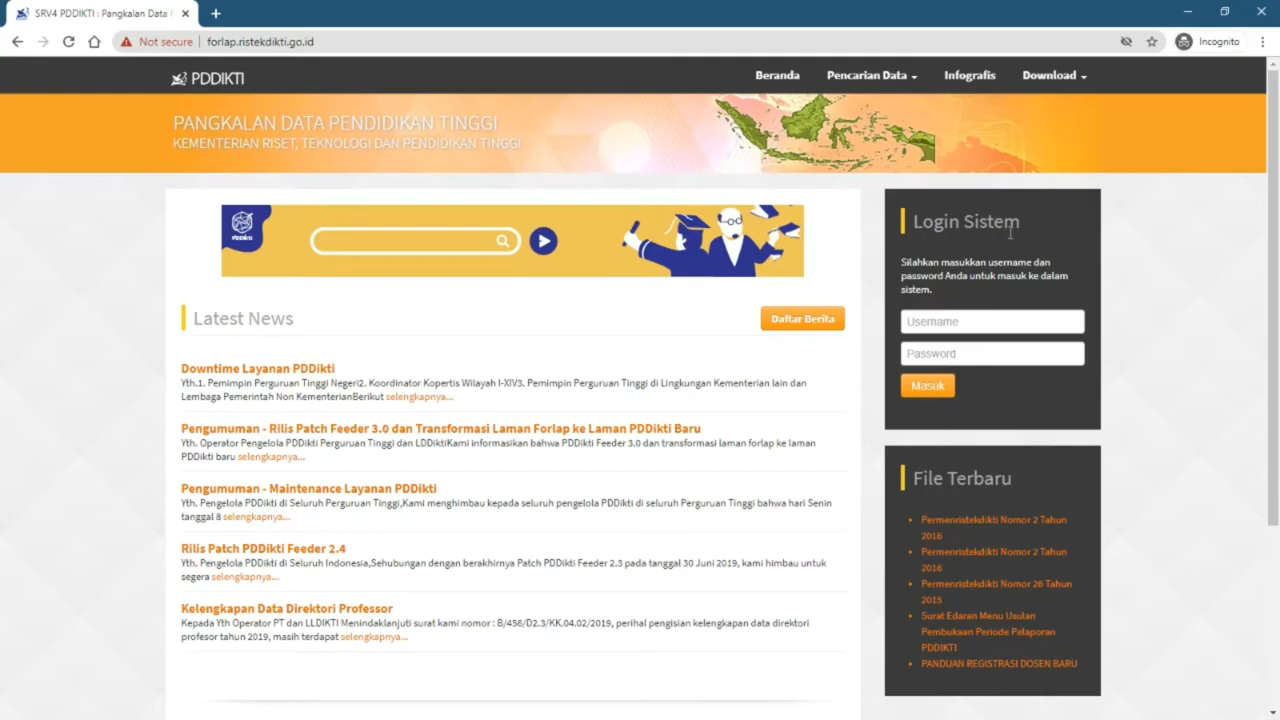 SRV4 PDDIKTI : Pangkalan Data
Not secure
forlap.ristekdikti.go.id
Incognito
PDDIKTI
Beranda
Pencarian Data
Infografis
Download
PANGKALAN DATA PENDIDIKAN TINGGI
KEMENTERIAN RISET, TEKNOLOGI DAN PENDIDIKAN TINGGI
PDDikti
Latest News
Daftar Berita
Downtime Layanan PDDikti
Yth.1. Pemimpin Perguruan Tinggi Negeri2. Koordinator Kopertis Wilayah I-XIV3. Pemimpin Perguruan Tinggi di Lingkungan Kementerian lain dan
Lembaga Pemerintah Non KementerianBerikut selengkapnya...
Pengumuman - Rilis Patch Feeder 3.0 dan Transformasi Laman Forlap ke Laman PDDikti Baru
Yth. Operator Pengelola PDDikti Perguruan Tinggi dan LDDiktiKami informasikan bahwa PDDikti Feeder 3.0 dan transformasi laman forlap ke laman
PDDikti baru selengkapnya...
Pengumuman - Maintenance Layanan PDDikti
Yth. Pengelola PDDikti di Seluruh Perguruan Tinggi,Kami menghimbau kepada seluruh pengelola PDDikti di seluruh Perguruan Tinggi bahwa hari Senin
tanggal 8 selengkapnya...
Rilis Patch PDDikti Feeder 2.4
Yth. Pengelola PDDikti di Seluruh Indonesia,Sehubungan dengan berakhirnya Patch PDDikti Feeder 2.3 pada tanggal 30 Juni 2019, kami himbau untuk
segera selengkapnya...
Kelengkapan Data Direktori Professor
Kepada Yth Operator PT dan LLDIKTI Menindaklanjuti surat kami nomor : B/456/D2.3/KK.04.02/2019, perihal pengisian kelengkapan data direktori
profesor tahun 2019, masih terdapat selengkapnya...
Login Sistem
Silahkan masukkan username dan
password Anda untuk masuk ke dalam
sistem.
Username
Password
Masuk
File Terbaru
Permenristekdikti Nomor 2 Tahun
2016
Permenristekdikti Nomor 2 Tahun
2016
Permenristekdikti Nomor 26 Tahun
2015
Surat Edaran Menu Usulan
Pembukaan Periode Pelaporan
PDDIKTI
PANDUAN REGISTRASI DOSEN BARU